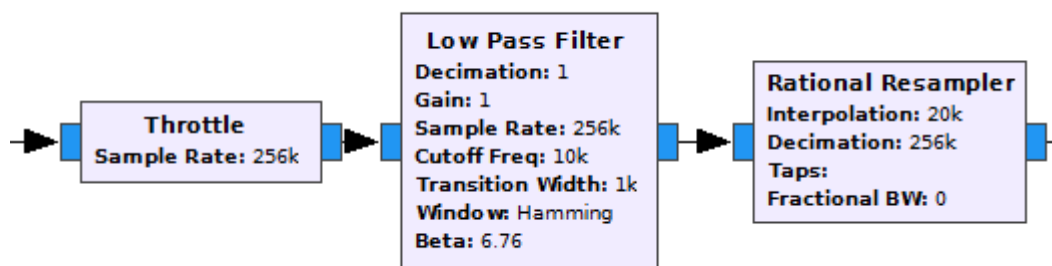 Throttle
Sample Rate: 256k
Low Pass Filter
Decimation: 1
Gain: 1
Sample Rate: 256k
Cutoff Freq: 10k
Transition Width: 1k
Window: Hamming
Beta: 6.76
Rational Resampler
Interpolation: 20k
Decimation: 256k
Taps:
Fractional BW: 0